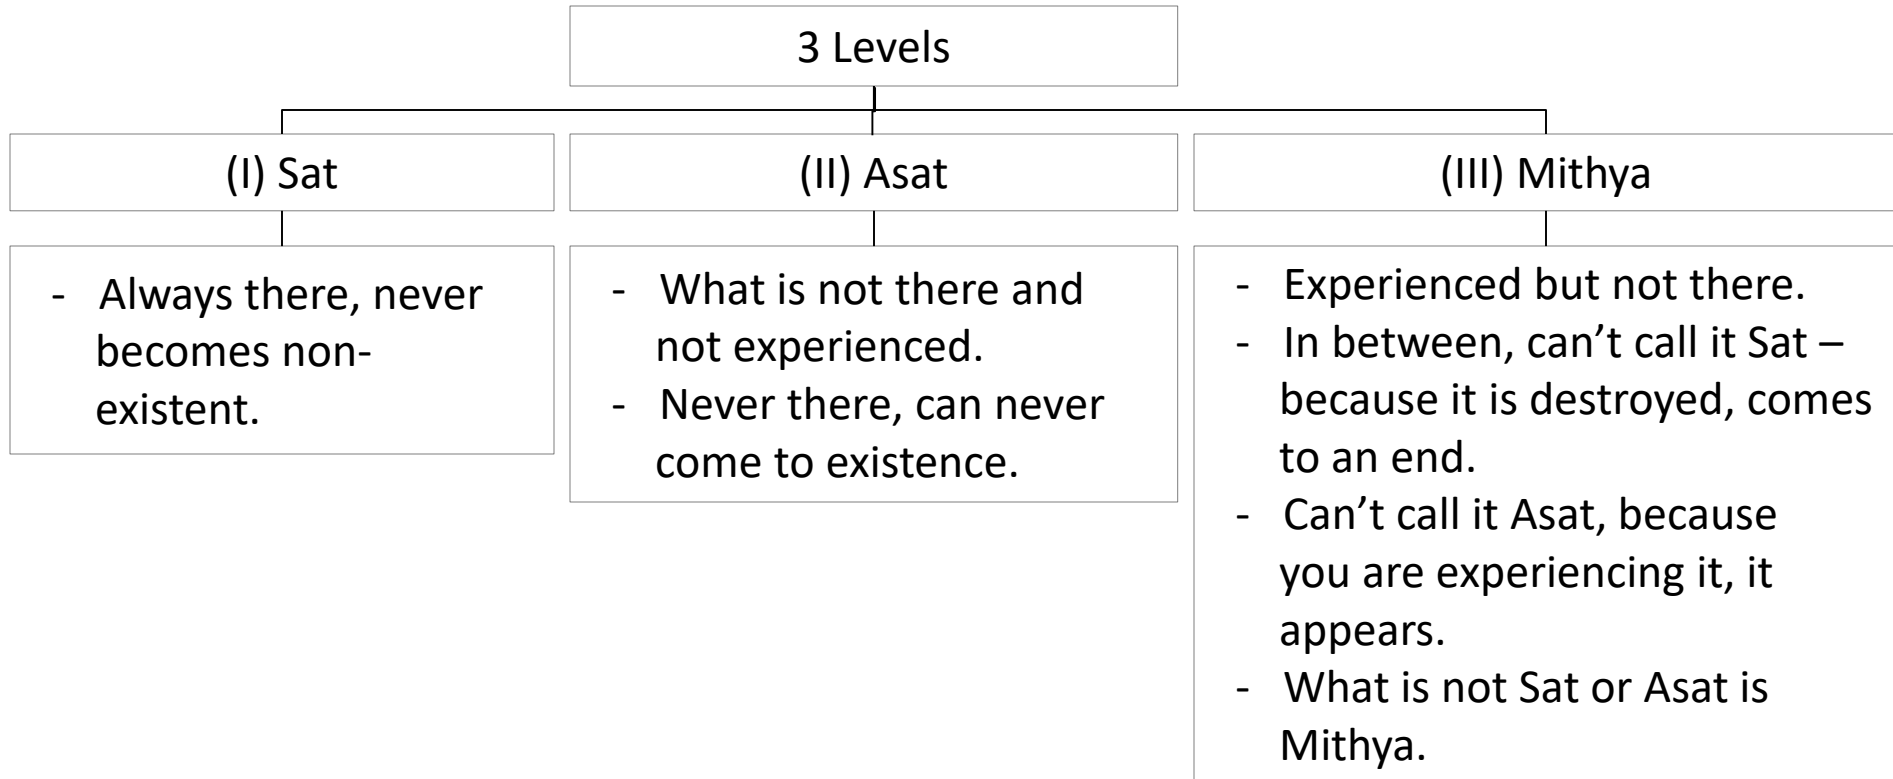 3 Levels
(I) Sat
(II) Asat
(III) Mithya
- Always there, never
becomes non-
existent.
- What is not there and
not experienced.
- Never there, can never
come to existence.
- Experienced but not there.
- In between, can’t call it Sat –
because it is destroyed, comes
to an end.
- Can’t call it Asat, because
you are experiencing it, it
appears.
- What is not Sat or Asat is
Mithya.